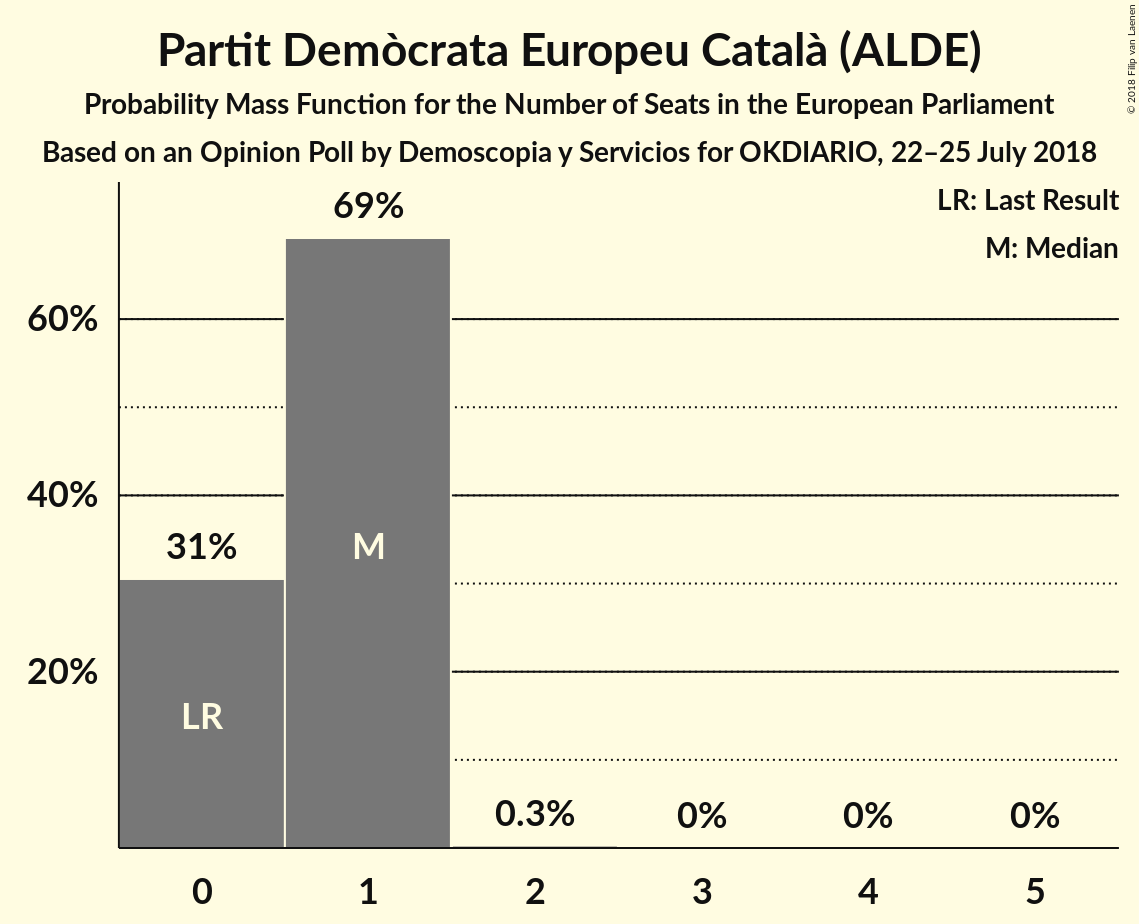 Partit Demòcrata Europeu Català (ALDE)
Probability Mass Function for the Number of Seats in the European Parliament
Based on an Opinion Poll by Demoscopia y Servicios for OKDIARIO, 22–25 July 2018
© 2018 Filip van Laenen
LR: Last Result
M: Median
69%
60%
40%
31%
M
20%
LR
0.3%
0%
0%
0%
0
1
2
3
4
5